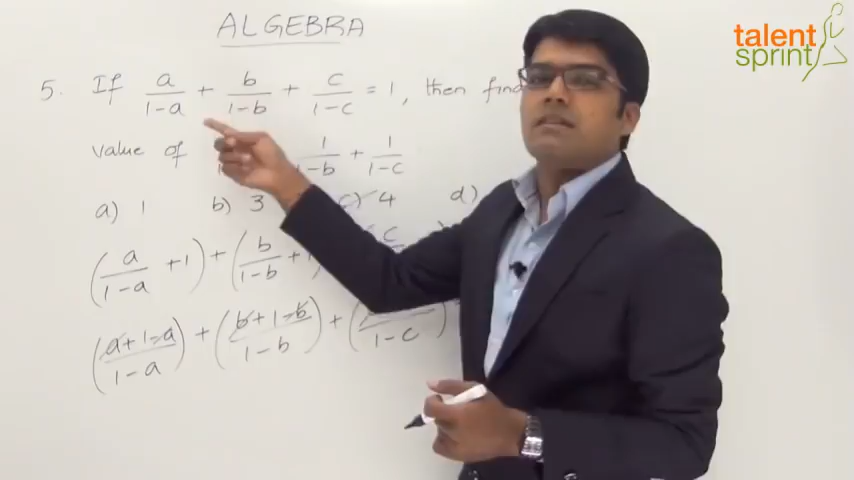 talent
sprint
ALGEBRA
5. If a/(1-a) + b/(1-b) + c/(1-c) = 1, then find
value of 1/(1-b) + 1/(1-c)
a) 1 b) 3 c) 4 d)
(a/(1-a) + 1) + (b/(1-b) + 1
((a+1-a)/(1-a)) + ((b+1-b)/(1-b)) + ( /(1-c))